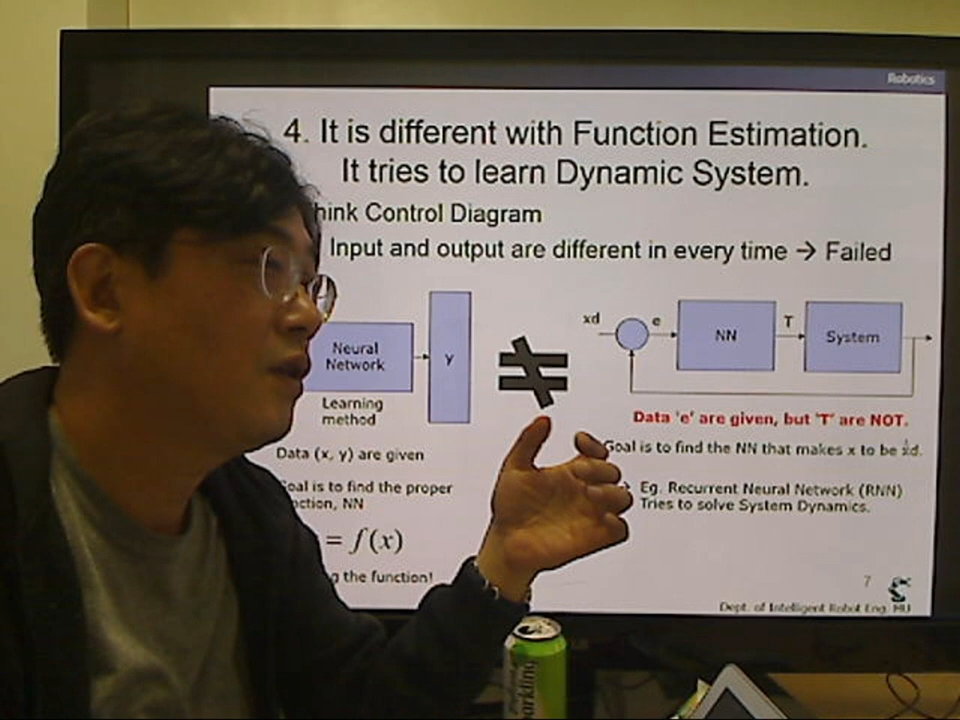 Robotics
4. It is different with Function Estimation.
It tries to learn Dynamic System.
hink Control Diagram
Input and output are different in every time → Failed
Neural
Network
y
Learning
method
Data (x, y) are given
oal is to find the proper
ction, NN
= f(x)
g the function!
≠
xd
e
NN
T
System
Data 'e' are given, but 'T' are NOT.
Goal is to find the NN that makes x to be xd.
Eg. Recurrent Neural Network (RNN)
Tries to solve System Dynamics.
7
Dept. of Intelligent Robot Eng. MU
arkling